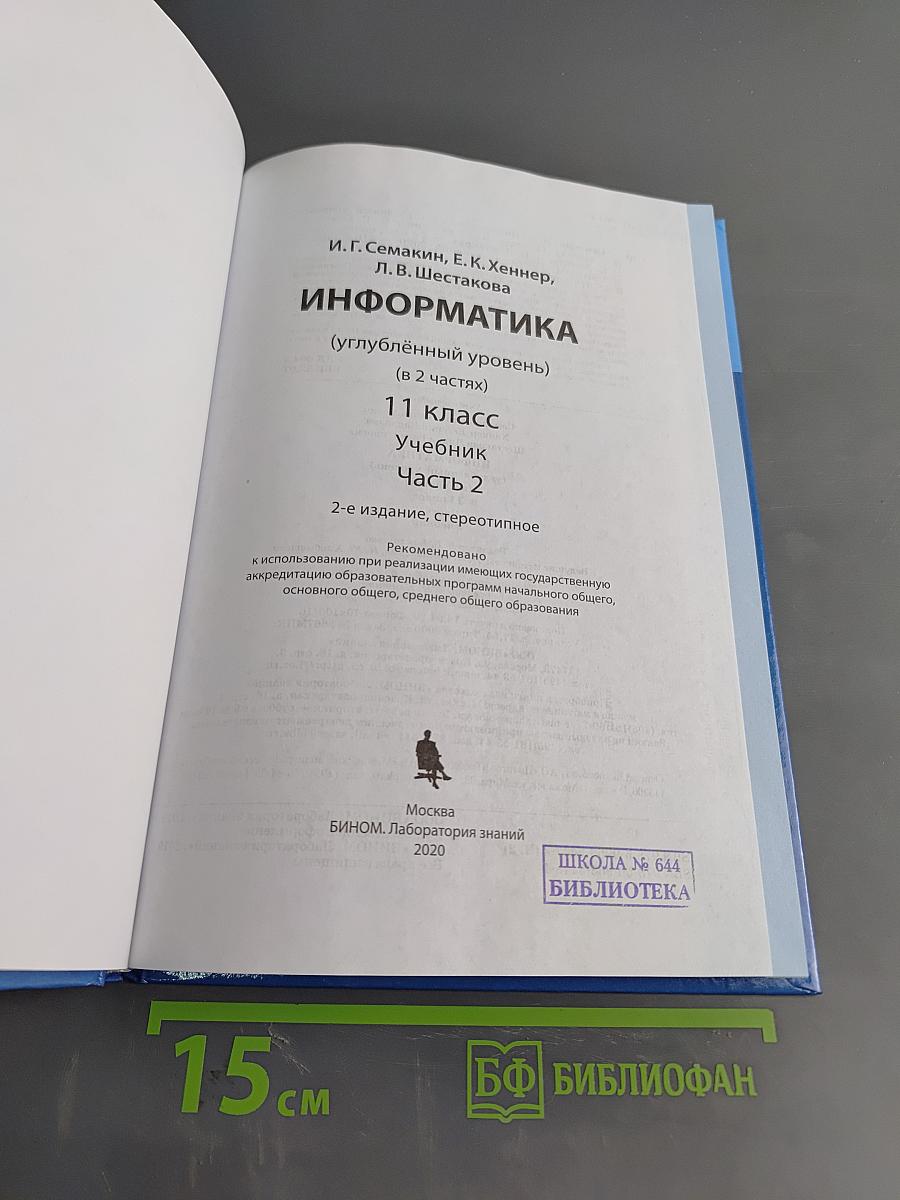 И. Г. Семакин, Е. К. Хеннер,
Л. В. Шестакова
ИНФОРМАТИКА
(углублённый уровень)
(в 2 частях)
11 класс
Учебник
Часть 2
2-е издание, стереотипное
Рекомендовано
к использованию при реализации имеющих государственную
аккредитацию образовательных программ начального общего,
основного общего, среднего общего образования
Москва
БИНОМ. Лаборатория знаний
2020
ШКОЛА № 644
БИБЛИОТЕКА
15 см
БФ БИБЛИОФАН